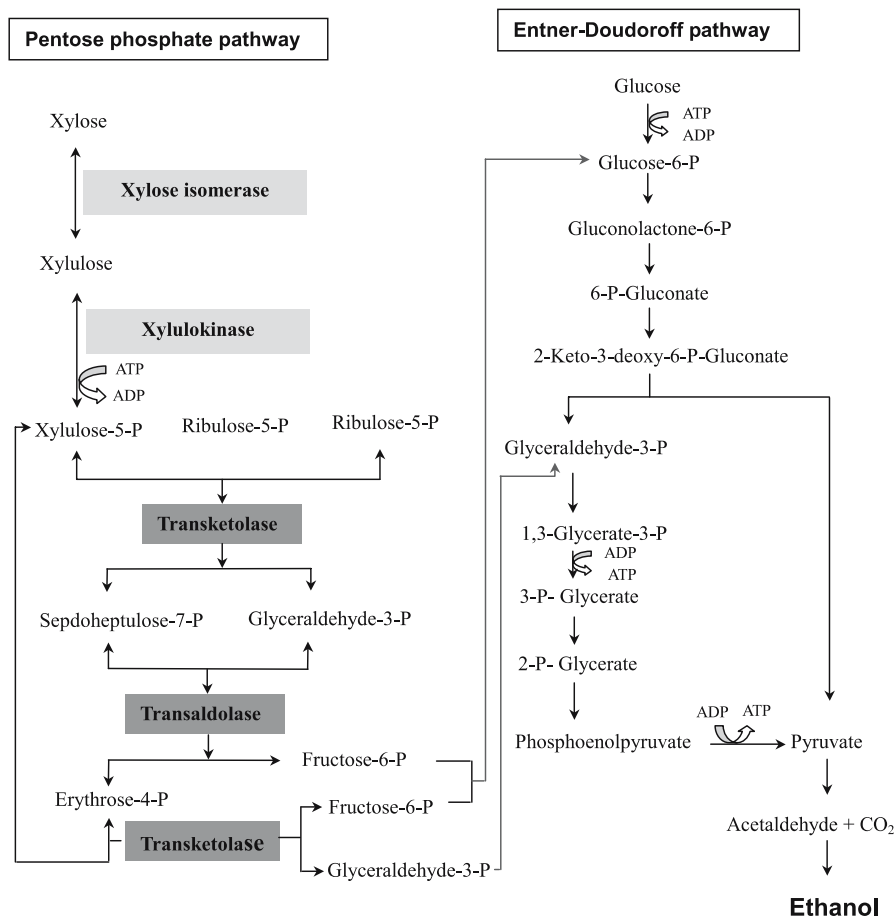 Pentose phosphate pathway
Xylose
Xylose isomerase
Xylulose
Xylulokinase
ATP
ADP
Xylulose-5-P
Ribulose-5-P
Ribulose-5-P
Transketolase
Sepdoheptulose-7-P
Glyceraldehyde-3-P
Transaldolase
Fructose-6-P
Erythrose-4-P
Fructose-6-P
Transketolase
Glyceraldehyde-3-P
Entner-Doudoroff pathway
Glucose
ATP
ADP
Glucose-6-P
Gluconolactone-6-P
6-P-Gluconate
2-Keto-3-deoxy-6-P-Gluconate
Glyceraldehyde-3-P
1,3-Glycerate-3-P
ADP
ATP
3-P- Glycerate
2-P- Glycerate
ADP
ATP
Phosphoenolpyruvate
Pyruvate
Acetaldehyde + CO₂
Ethanol